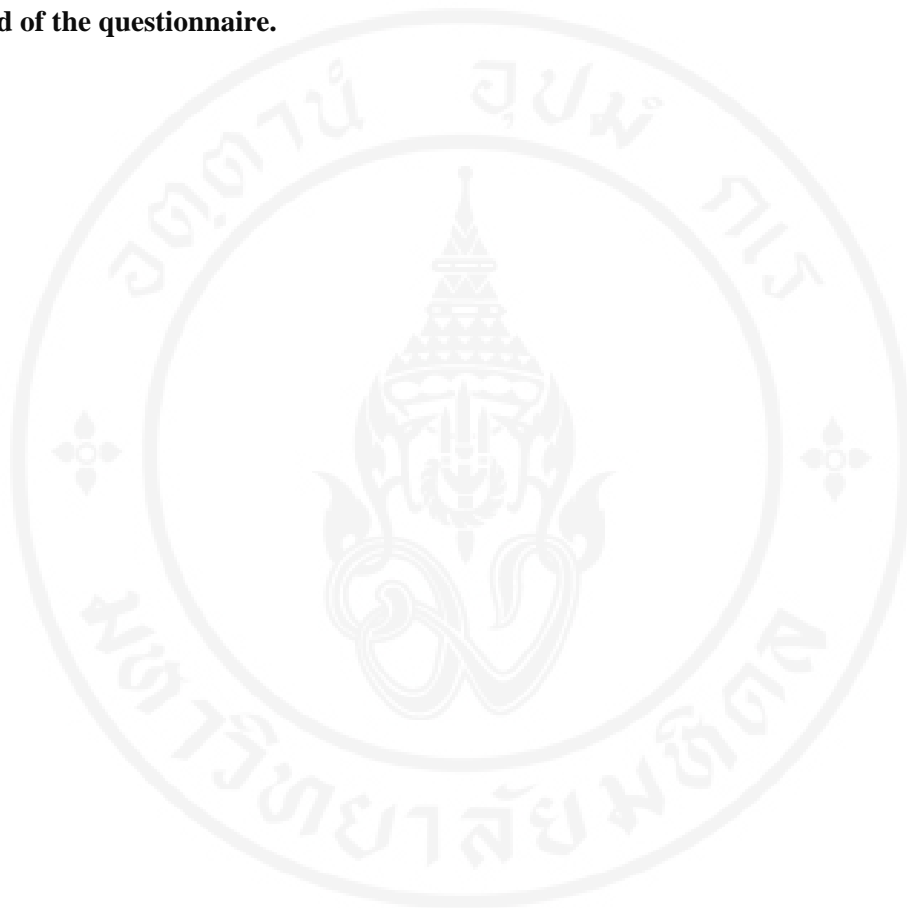 d of the questionnaire.
อตฺตานํ อุปมํ กเร
มหาวิทยาลัยมหิดล